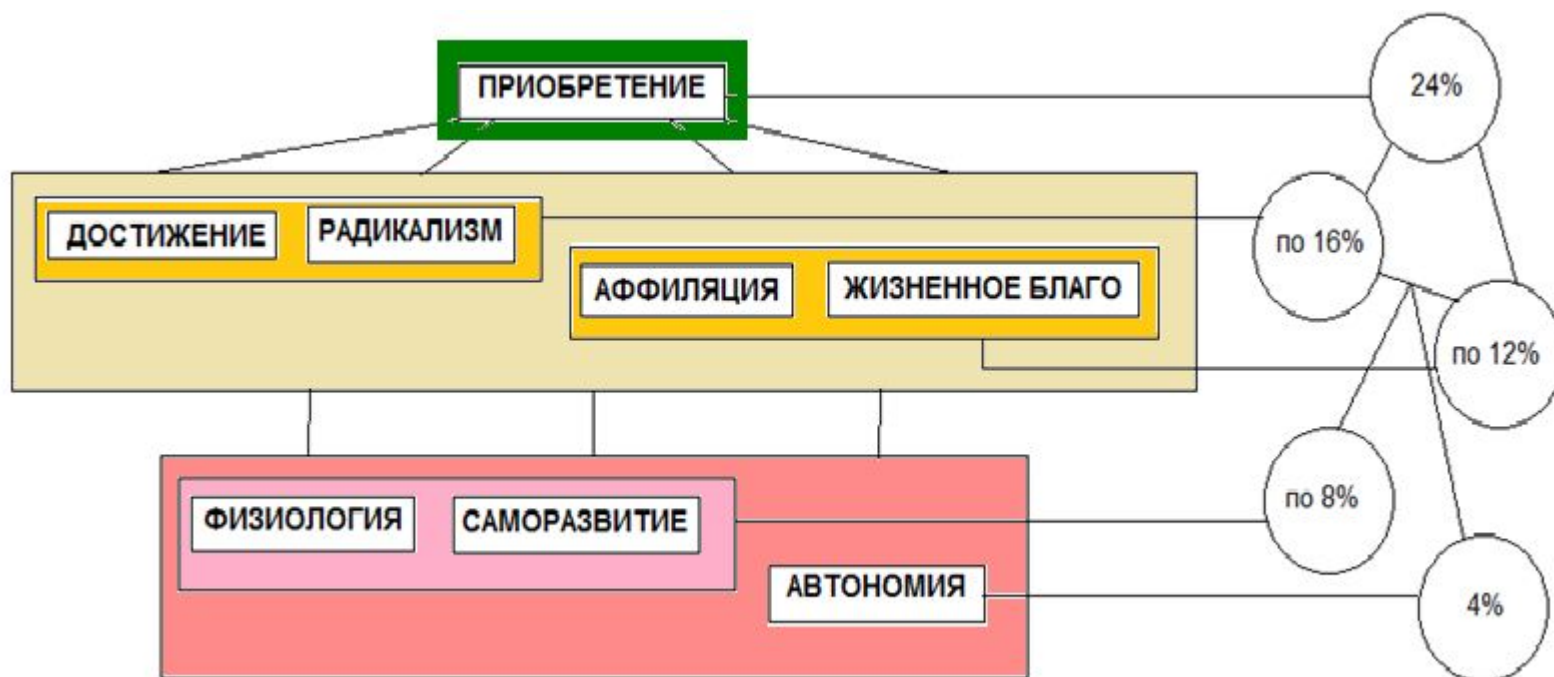 ПРИОБРЕТЕНИЕ
24%
ДОСТИЖЕНИЕ
РАДИКАЛИЗМ
по 16%
АФФИЛЯЦИЯ
ЖИЗНЕННОЕ БЛАГО
по 12%
ФИЗИОЛОГИЯ
САМОРАЗВИТИЕ
по 8%
АВТОНОМИЯ
4%